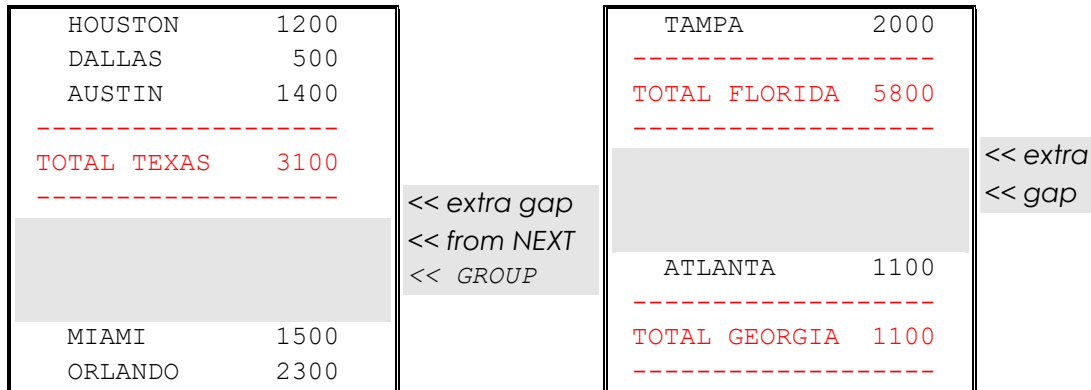 HOUSTON 1200
DALLAS 500
AUSTIN 1400
-------------------
TOTAL TEXAS 3100
-------------------
<< extra gap
<< from NEXT
<< GROUP
MIAMI 1500
ORLANDO 2300
TAMPA 2000
-------------------
TOTAL FLORIDA 5800
-------------------
<< extra
<< gap
ATLANTA 1100
-------------------
TOTAL GEORGIA 1100
-------------------